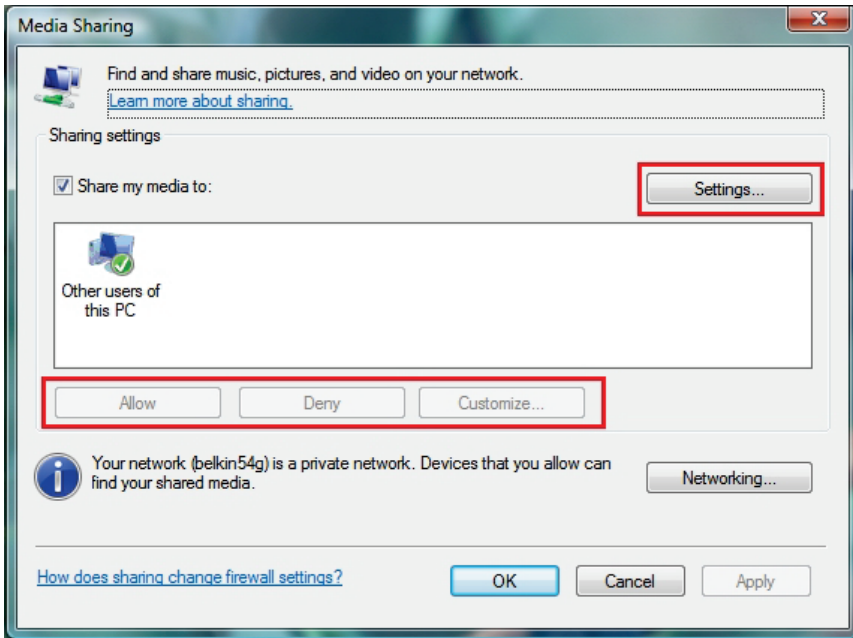 Media Sharing
Find and share music, pictures, and video on your network.
Learn more about sharing.
Sharing settings
Share my media to:
Settings...
Other users of
this PC
Allow
Deny
Customize...
Your network (belkin54g) is a private network. Devices that you allow can
find your shared media.
Networking...
How does sharing change firewall settings?
OK
Cancel
Apply